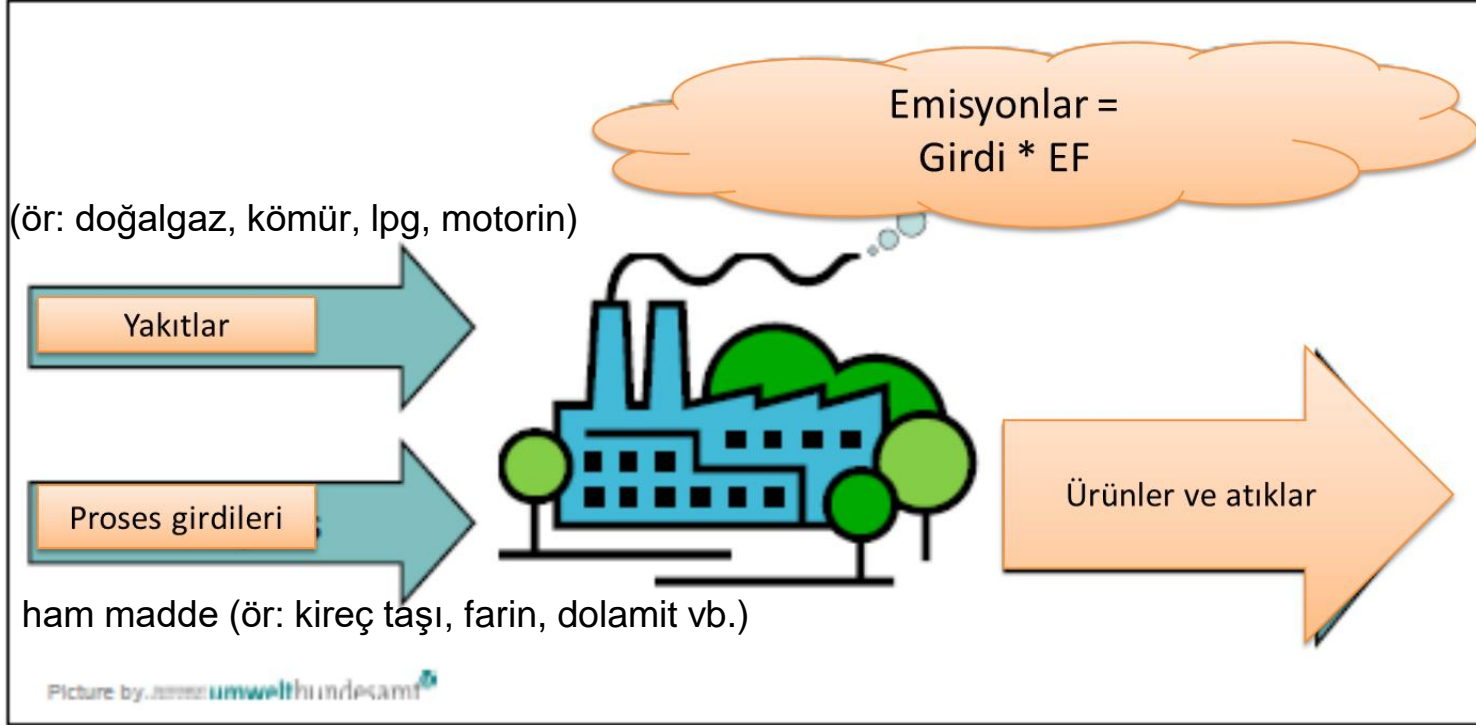 Emisyonlar =
Girdi * EF
(ör: doğalgaz, kömür, lpg, motorin)
Yakıtlar
Proses girdileri
Ürünler ve atıklar
ham madde (ör: kireç taşı, farin, dolamit vb.)
Picture by umweltbundesamt